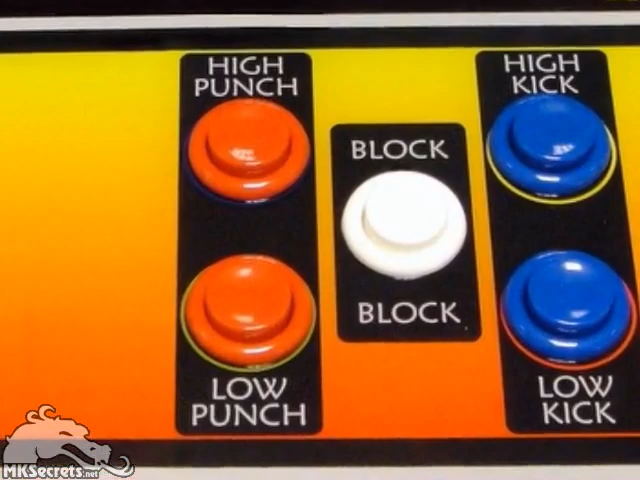 HIGH
PUNCH
BLOCK
HIGH
KICK
LOW
PUNCH
BLOCK
LOW
KICK
MKSecrets.net